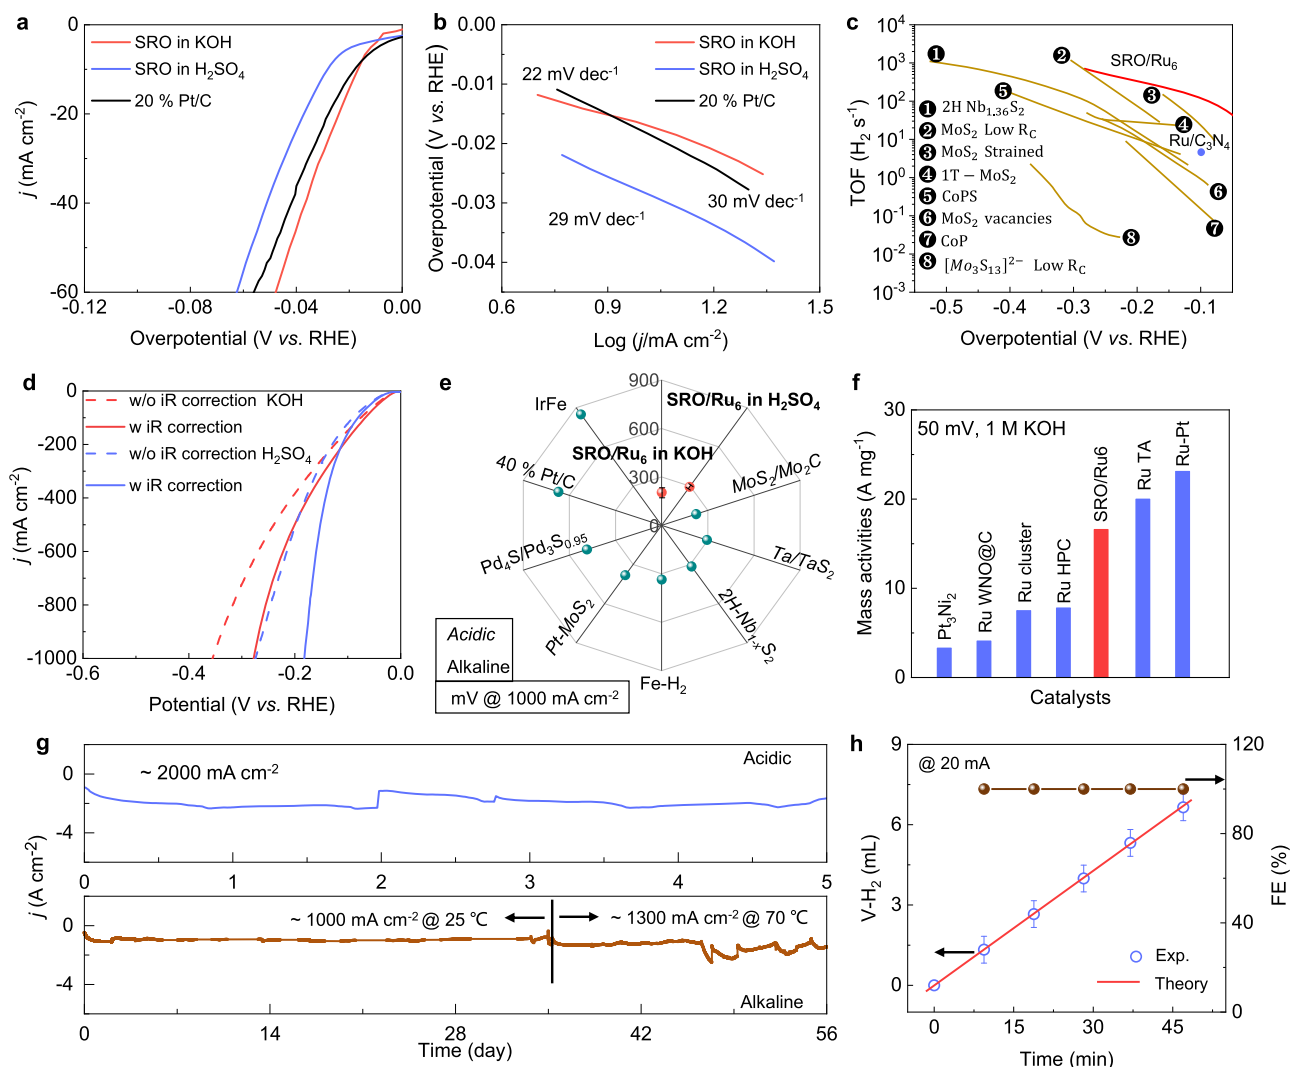 a
0
-20
-40
-60
-0.12
-0.08
-0.04
0.00
j (mA cm-2)
Overpotential (V vs. RHE)
SRO in KOH
SRO in H2SO4
20 % Pt/C
b
0.00
-0.01
-0.02
-0.03
-0.04
0.6
0.9
1.2
1.5
Overpotential (V vs. RHE)
Log (j/mA cm-2)
SRO in KOH
SRO in H2SO4
20 % Pt/C
22 mV dec-1
30 mV dec-1
29 mV dec-1
c
10^4
10^3
10^2
10^1
10^0
10^-1
10^-2
10^-3
-0.5
-0.4
-0.3
-0.2
-0.1
TOF (H2 s-1)
Overpotential (V vs. RHE)
1
2
SRO/Ru6
5
3
4
Ru/C3N4
6
7
8
1 2H Nb1.36S2
2 MoS2 Low RC
3 MoS2 Strained
4 1T − MoS2
5 CoPS
6 MoS2 vacancies
7 CoP
8 [Mo3S13]2− Low RC
d
0
-200
-400
-600
-800
-1000
-0.6
-0.4
-0.2
0.0
j (mA cm-2)
Potential (V vs. RHE)
w/o iR correction KOH
w iR correction
w/o iR correction H2SO4
w iR correction
e
900
600
300
0
SRO/Ru6 in H2SO4
SRO/Ru6 in KOH
IrFe
40 % Pt/C
Pd4S/Pd3S0.95
Pt-MoS2
Fe-H2
2H-Nb1-xS2
Ta/TaS2
MoS2/Mo2C
Acidic
Alkaline
mV @ 1000 mA cm-2
f
50 mV, 1 M KOH
30
20
10
0
Mass activities (A mg-1)
Pt3Ni2
Ru WNO@C
Ru cluster
Ru HPC
SRO/Ru6
Ru TA
Ru-Pt
Catalysts
g
0
-4
~ 2000 mA cm-2
Acidic
0
1
2
3
4
5
j (A cm-2)
0
-4
~ 1000 mA cm-2 @ 25 ℃
~ 1300 mA cm-2 @ 70 ℃
Alkaline
0
14
28
42
56
Time (day)
h
@ 20 mA
9
6
3
0
V-H2 (mL)
120
80
40
0
FE (%)
Exp.
Theory
0
15
30
45
Time (min)